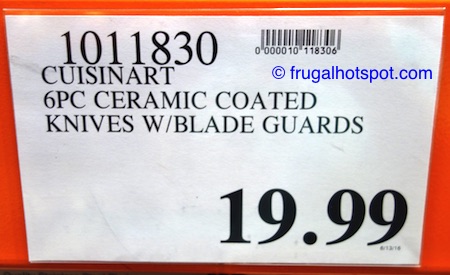 1011830
0000010 118306
© frugalhotspot.com
CUISINART
6PC CERAMIC COATED
KNIVES W/BLADE GUARDS
19.99